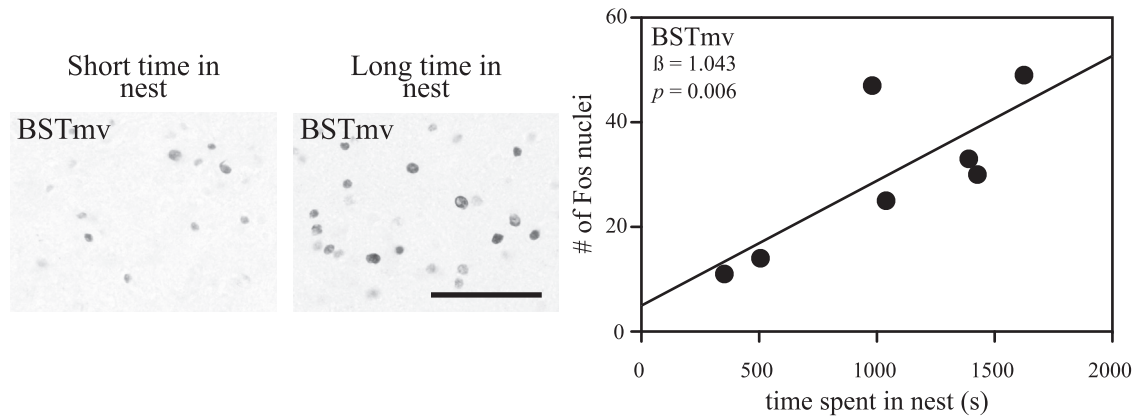 Short time in
nest
BSTmv
Long time in
nest
BSTmv
BSTmv
ß = 1.043
p = 0.006
# of Fos nuclei
60
40
20
0
0 500 1000 1500 2000
time spent in nest (s)